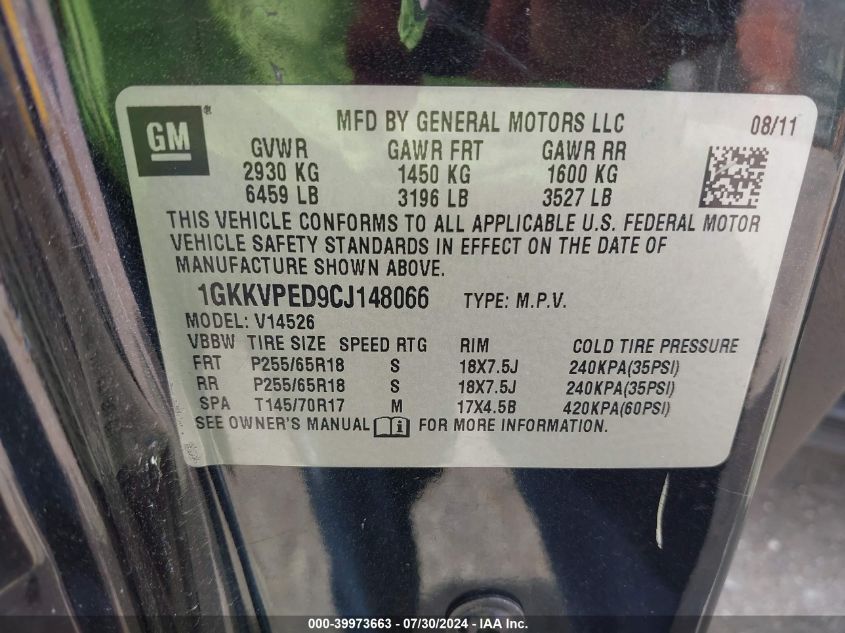 GM ® MFD BY GENERAL MOTORS LLC 08/11
GVWR GAWR FRT GAWR RR
2930 KG 1450 KG 1600 KG
6459 LB 3196 LB 3527 LB
THIS VEHICLE CONFORMS TO ALL APPLICABLE U.S. FEDERAL MOTOR
VEHICLE SAFETY STANDARDS IN EFFECT ON THE DATE OF
MANUFACTURE SHOWN ABOVE.
1GKKVPED9CJ148066 TYPE: M.P.V.
MODEL: V14526
VBBW TIRE SIZE SPEED RTG RIM COLD TIRE PRESSURE
FRT P255/65R18 S 18X7.5J 240KPA(35PSI)
RR P255/65R18 S 18X7.5J 240KPA(35PSI)
SPA T145/70R17 M 17X4.5B 420KPA(60PSI)
SEE OWNER'S MANUAL i FOR MORE INFORMATION.
000-39973663 - 07/30/2024 - IAA Inc.